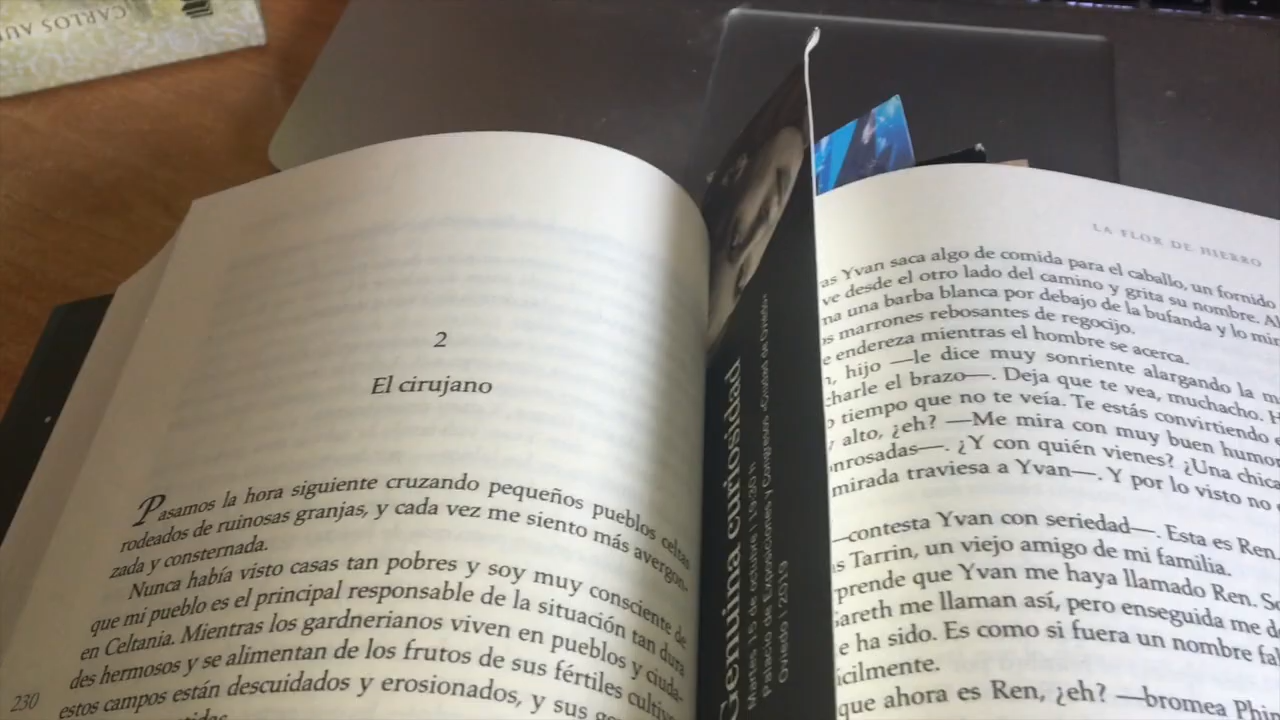 CARLOS AU
2
El cirujano
Pasamos la hora siguiente cruzando pequeños pueblos celtas
rodeados de ruinosas granjas, y cada vez me siento más avergon-
zada y consternada.
Nunca había visto casas tan pobres y soy muy consciente de
que mi pueblo es el principal responsable de la situación tan dura
en Celtania. Mientras los gardnerianos viven en pueblos y ciuda-
des hermosos y se alimentan de los frutos de sus fértiles cultivos
estos campos están descuidados y erosionados, y sus
230
Genuina curiosidad
Martes 15 de octubre | 19:30 h
Palacio de Exposiciones y Congresos «Ciudad de Oviedo»
Oviedo | 2019
LA FLOR DE HIERRO
as Yvan saca algo de comida para el caballo, un fornido
ve desde el otro lado del camino y grita su nombre. Al
na una barba blanca por debajo de la bufanda y lo mir
s marrones rebosantes de regocijo.
e endereza mientras el hombre se acerca.
, hijo —le dice muy sonriente alargando la m
charle el brazo—. Deja que te vea, muchacho. H
o tiempo que no te veía. Te estás convirtiendo e
y alto, ¿eh? —Me mira con muy buen humor
nrosadas—. ¿Y con quién vienes? ¿Una chica
mirada traviesa a Yvan—. Y por lo visto no
—contesta Yvan con seriedad—. Esta es Ren.
s Tarrin, un viejo amigo de mi familia.
prende que Yvan me haya llamado Ren. So
areth me llaman así, pero enseguida me d
e ha sido. Es como si fuera un nombre fal
ícilmente.
que ahora es Ren, ¿eh? —bromea Phi